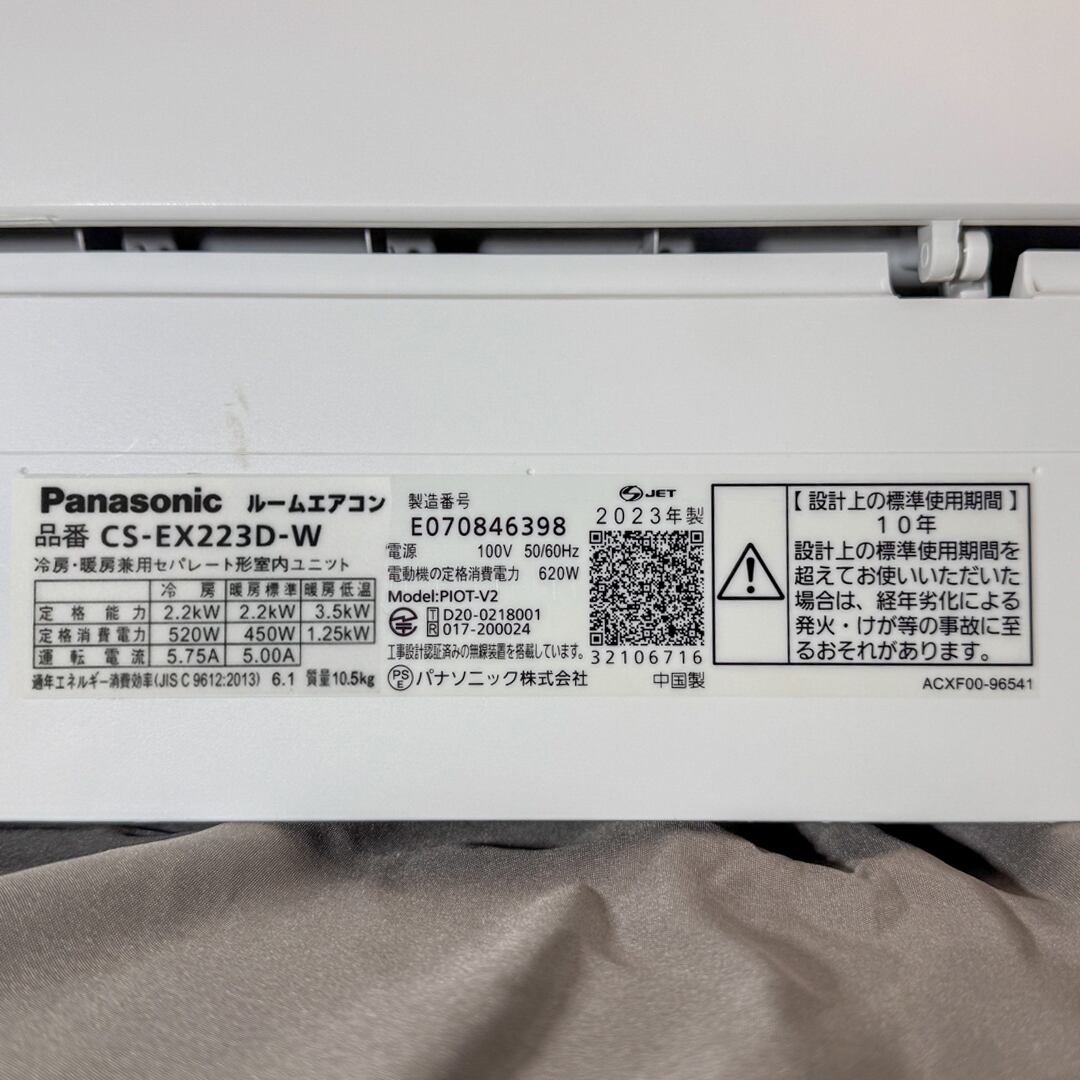 Panasonic ルームエアコン
品番 CS-EX223D-W
冷房・暖房兼用セパレート形室内ユニット
冷房 暖房標準 暖房低温
定格能力 2.2kW 2.2kW 3.5kW
定格消費電力 520W 450W 1.25kW
運転電流 5.75A 5.00A
通年エネルギー消費効率(JIS C 9612:2013) 6.1 質量10.5kg
製造番号
E070846398
電源 100V 50/60Hz
電動機の定格消費電力 620W
Model:PIOT-V2
T D20-0218001
R 017-200024
工事設計認証済みの無線装置を搭載しています。
PSE パナソニック株式会社
JET
2023年製
32106716
中国製
【設計上の標準使用期間】
10年
設計上の標準使用期間を
超えてお使いいただいた
場合は、経年劣化による
発火・けが等の事故に至
るおそれがあります。
ACXF00-96541